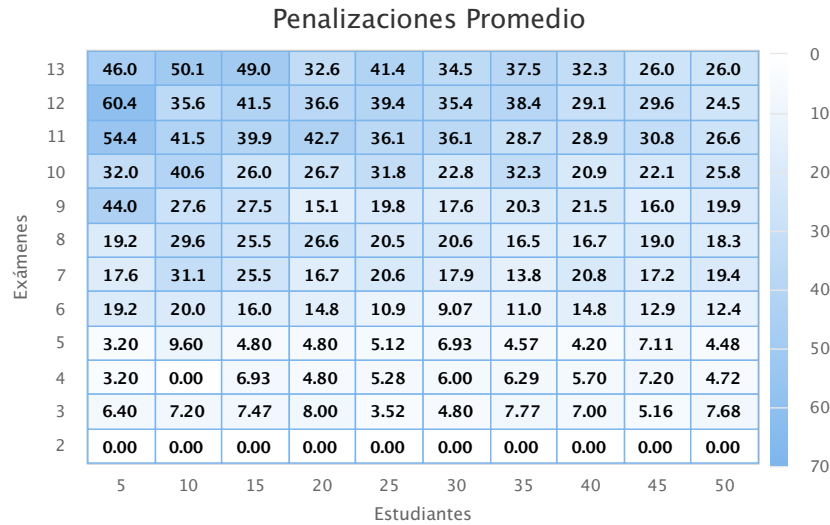 Penalizaciones Promedio
13 46.0 50.1 49.0 32.6 41.4 34.5 37.5 32.3 26.0 26.0
12 60.4 35.6 41.5 36.6 39.4 35.4 38.4 29.1 29.6 24.5
11 54.4 41.5 39.9 42.7 36.1 36.1 28.7 28.9 30.8 26.6
10 32.0 40.6 26.0 26.7 31.8 22.8 32.3 20.9 22.1 25.8
9 44.0 27.6 27.5 15.1 19.8 17.6 20.3 21.5 16.0 19.9
8 19.2 29.6 25.5 26.6 20.5 20.6 16.5 16.7 19.0 18.3
7 17.6 31.1 25.5 16.7 20.6 17.9 13.8 20.8 17.2 19.4
6 19.2 20.0 16.0 14.8 10.9 9.07 11.0 14.8 12.9 12.4
5 3.20 9.60 4.80 4.80 5.12 6.93 4.57 4.20 7.11 4.48
4 3.20 0.00 6.93 4.80 5.28 6.00 6.29 5.70 7.20 4.72
3 6.40 7.20 7.47 8.00 3.52 4.80 7.77 7.00 5.16 7.68
2 0.00 0.00 0.00 0.00 0.00 0.00 0.00 0.00 0.00 0.00
5 10 15 20 25 30 35 40 45 50
Estudiantes
Exámenes
0
10
20
30
40
50
60
70